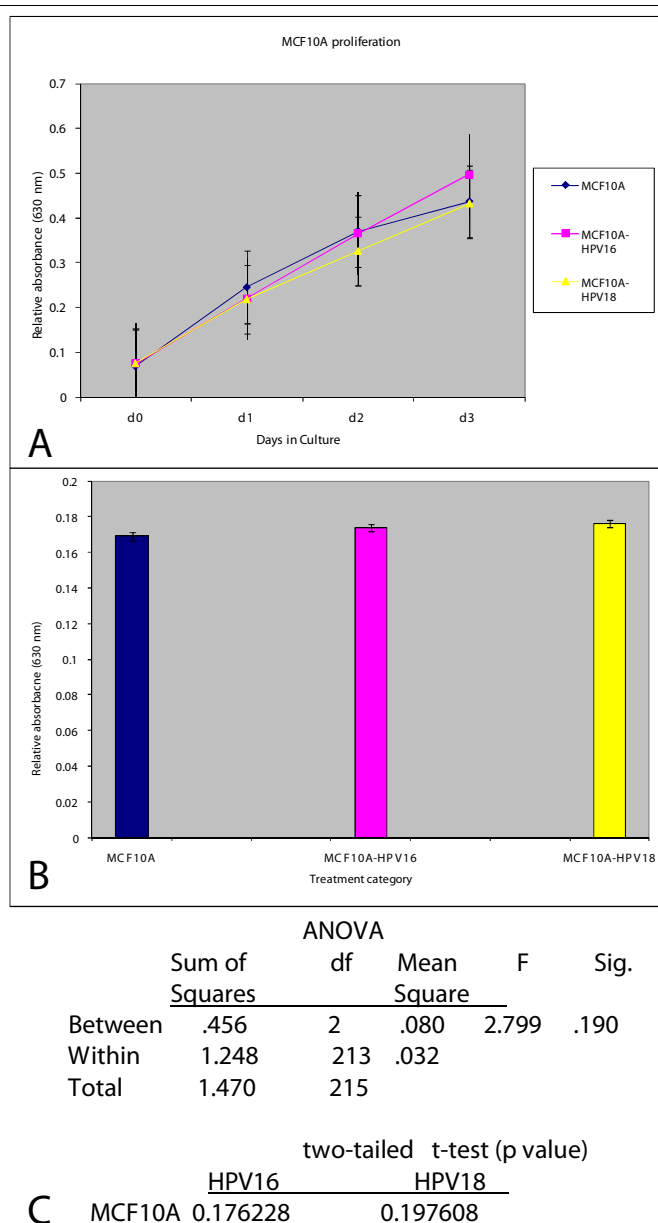 MCF10A proliferation
0.7
0.6
0.5
0.4
0.3
0.2
0.1
0
Relative absorbance (630 nm)
d0 d1 d2 d3
Days in Culture
MCF10A
MCF10A-
HPV16
MCF10A-
HPV18
A
0.2
0.18
0.16
0.14
0.12
0.1
0.08
0.06
0.04
0.02
0
Relative absorbacne (630 nm)
MCF10A MCF10A-HPV16 MCF10A-HPV18
Treatment category
B
ANOVA
Sum of df Mean F Sig.
Squares Square
Between .456 2 .080 2.799 .190
Within 1.248 213 .032
Total 1.470 215
two-tailed t-test (p value)
HPV16 HPV18
MCF10A 0.176228 0.197608
C